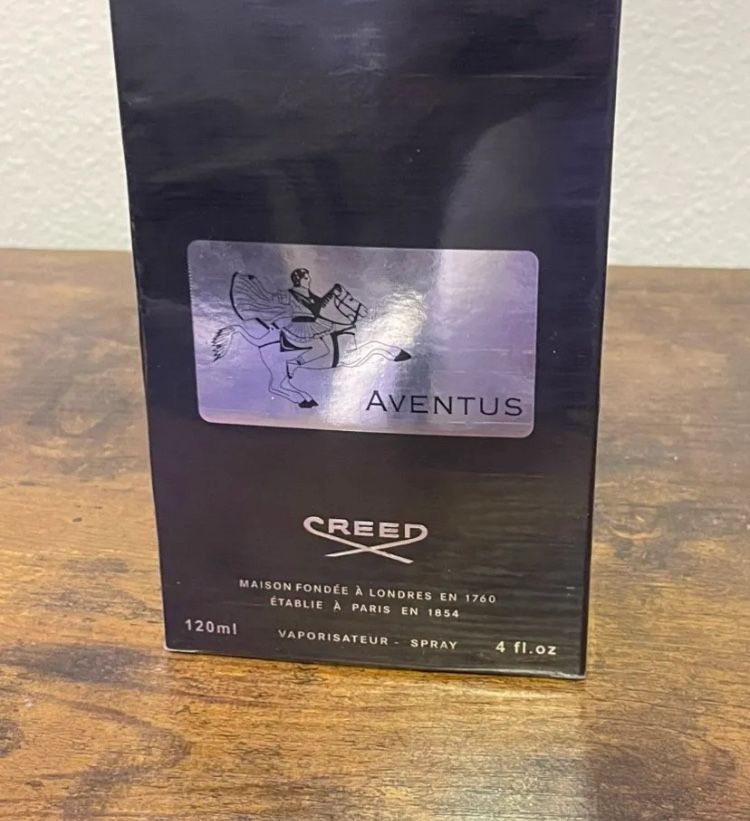 AVENTUS
CREED
MAISON FONDÉE À LONDRES EN 1760
ÉTABLIE À PARIS EN 1854
120ml VAPORISATEUR - SPRAY 4 fl.oz